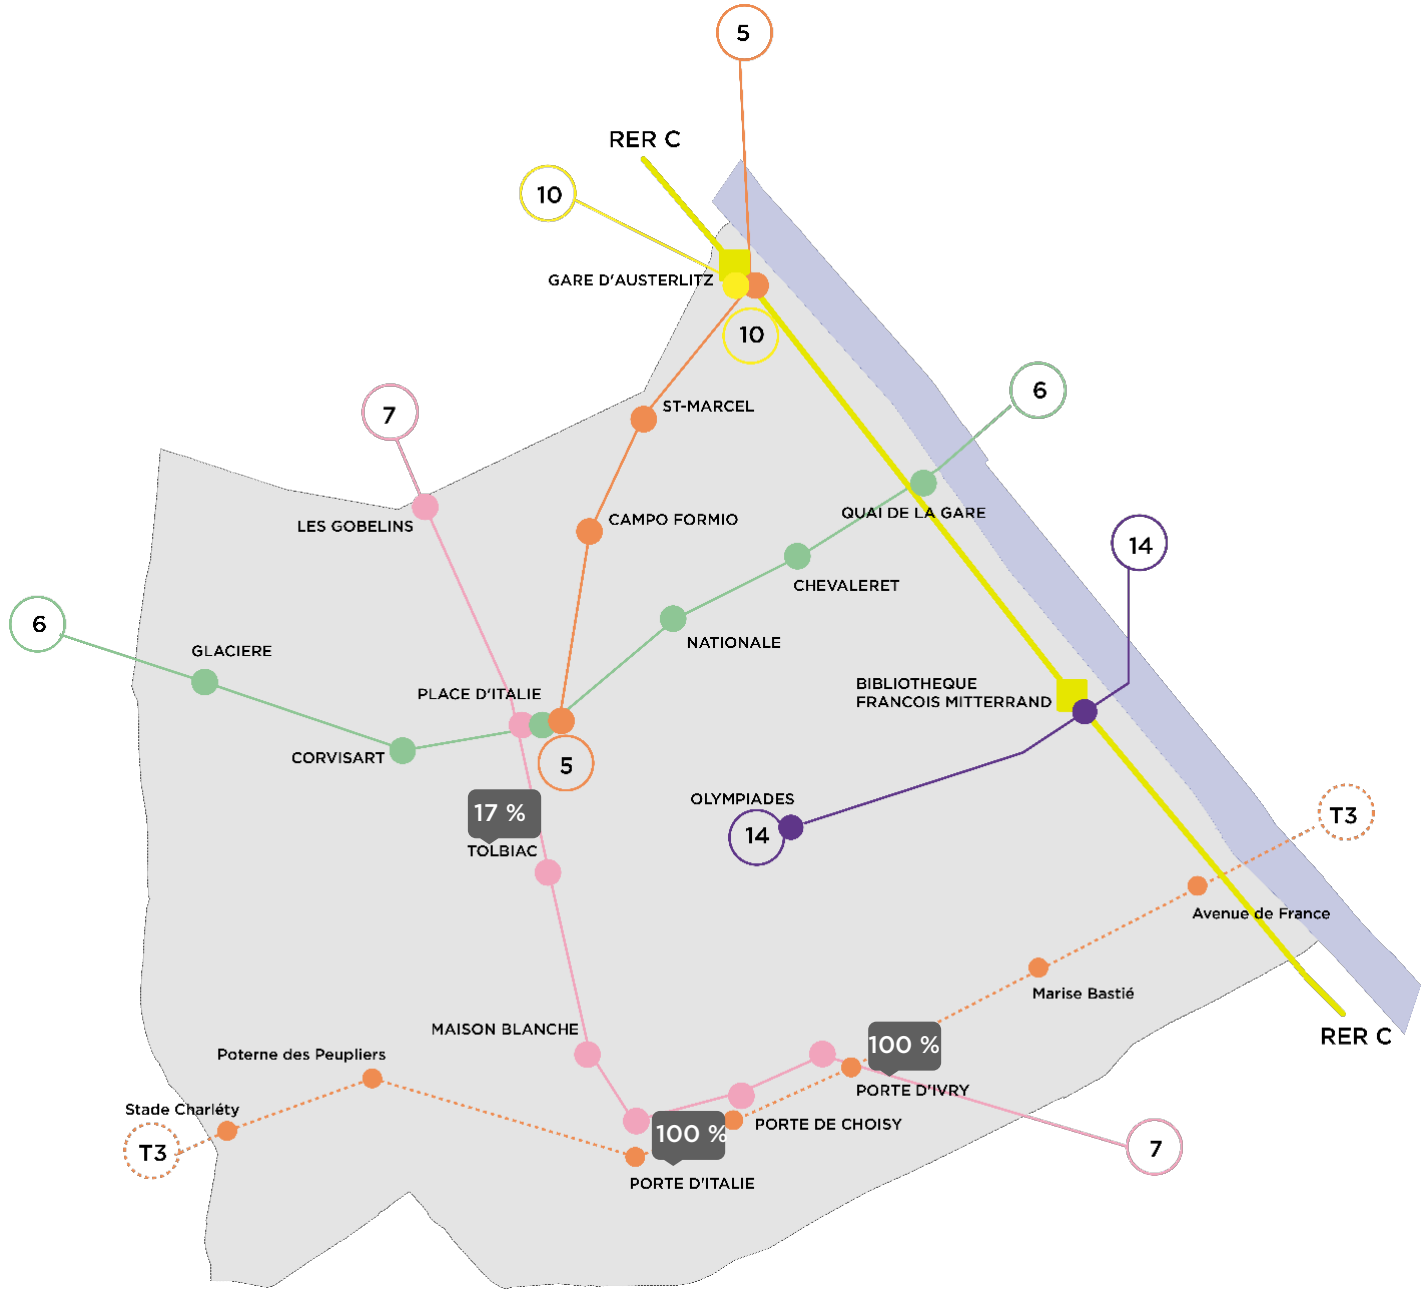 5
RER C
10
GARE D'AUSTERLITZ
10
6
7
ST-MARCEL
LES GOBELINS
CAMPO FORMIO
QUAI DE LA GARE
14
CHEVALERET
6
GLACIERE
NATIONALE
PLACE D'ITALIE
BIBLIOTHEQUE
FRANCOIS MITTERRAND
CORVISART
5
OLYMPIADES
17 %
T3
14
TOLBIAC
Avenue de France
Marise Bastié
MAISON BLANCHE
RER C
100 %
Poterne des Peupliers
PORTE D'IVRY
Stade Charléty
PORTE DE CHOISY
100 %
T3
7
PORTE D'ITALIE